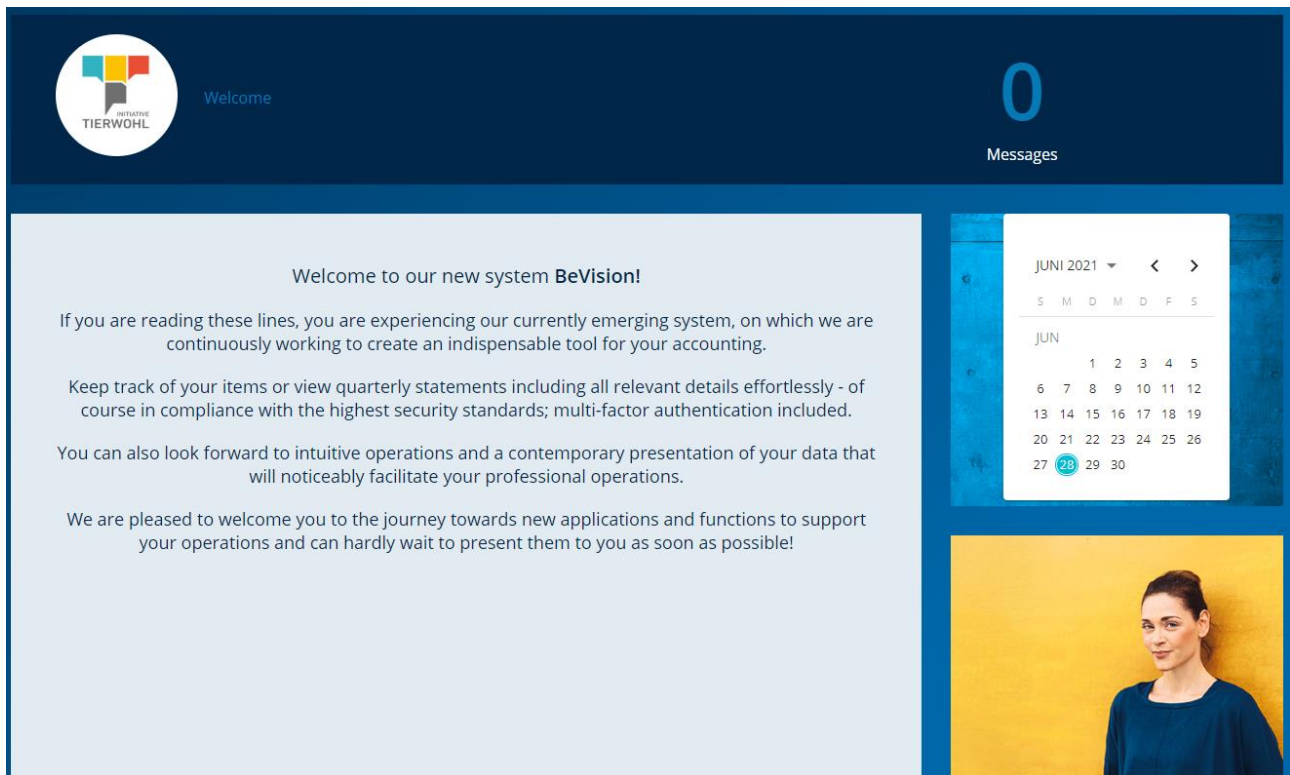 INITIATIVE
TIERWOHL
Welcome
0
Messages
Welcome to our new system BeVision!
If you are reading these lines, you are experiencing our currently emerging system, on which we are
continuously working to create an indispensable tool for your accounting.
Keep track of your items or view quarterly statements including all relevant details effortlessly - of
course in compliance with the highest security standards; multi-factor authentication included.
You can also look forward to intuitive operations and a contemporary presentation of your data that
will noticeably facilitate your professional operations.
We are pleased to welcome you to the journey towards new applications and functions to support
your operations and can hardly wait to present them to you as soon as possible!
JUNI 2021
S M D M D F S
JUN
1 2 3 4 5
6 7 8 9 10 11 12
13 14 15 16 17 18 19
20 21 22 23 24 25 26
27 28 29 30